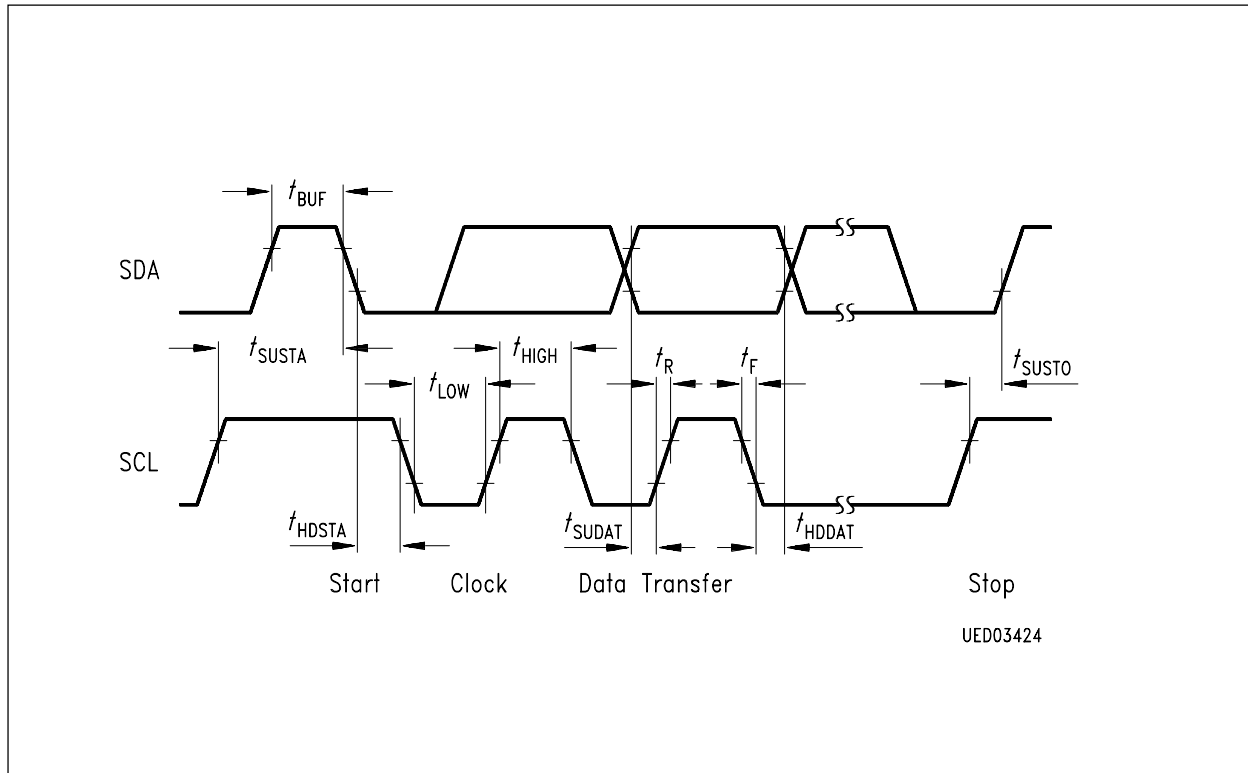 tBUF
SDA
tSUSTA
tHIGH
tR
tF
tSUSTO
tLOW
SCL
tHDSTA
tSUDAT
tHDDAT
Start
Clock
Data Transfer
Stop
UED03424